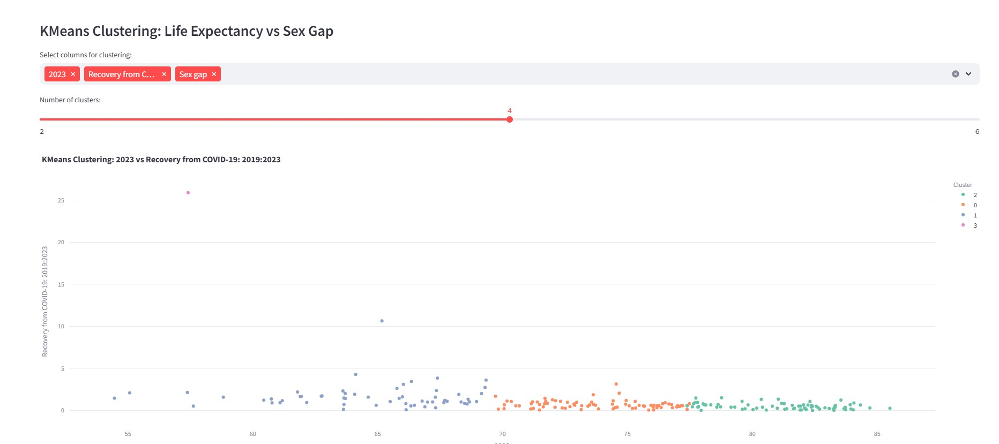 KMeans Clustering: Life Expectancy vs Sex Gap
Select columns for clustering:
2023 Recovery from C... Sex gap
Number of clusters:
4
2 6
KMeans Clustering: 2023 vs Recovery from COVID-19: 2019:2023
Cluster
2
0
1
3
Recovery from COVID-19: 2019:2023
25
20
15
10
5
0
55 60 65 70 75 80 85